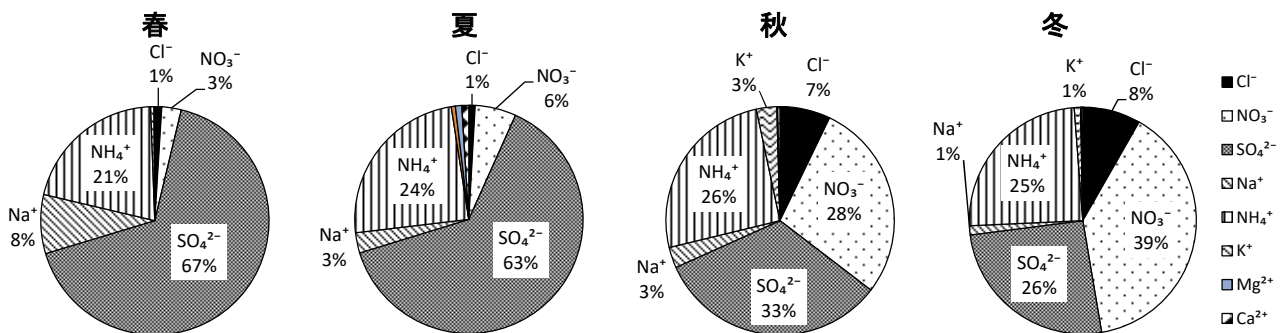 春
Cl⁻
1%
NO₃⁻
3%
NH₄⁺
21%
Na⁺
8%
SO₄²⁻
67%
夏
Cl⁻
1%
NO₃⁻
6%
NH₄⁺
24%
Na⁺
3%
SO₄²⁻
63%
秋
K⁺
3%
Cl⁻
7%
NH₄⁺
26%
NO₃⁻
28%
Na⁺
3%
SO₄²⁻
33%
冬
K⁺
1%
Cl⁻
8%
Na⁺
1%
NH₄⁺
25%
NO₃⁻
39%
SO₄²⁻
26%
Cl⁻
NO₃⁻
SO₄²⁻
Na⁺
NH₄⁺
K⁺
Mg²⁺
Ca²⁺